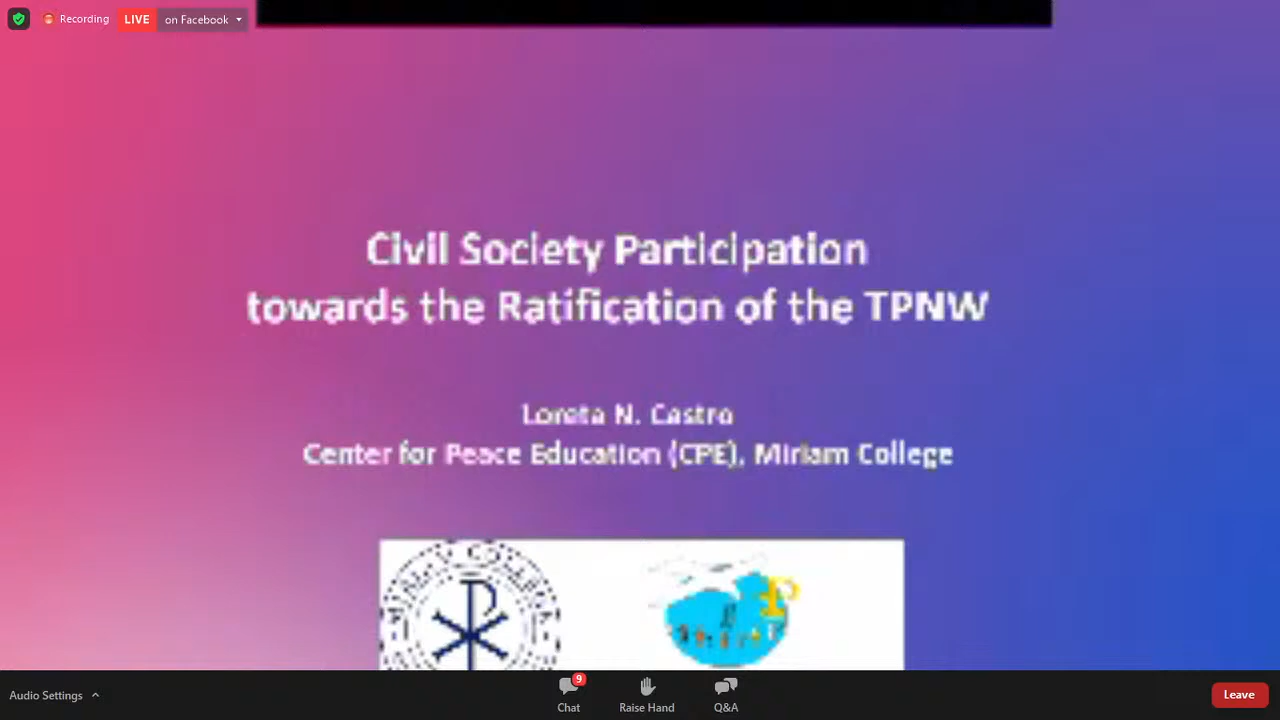 Recording
LIVE on Facebook
Civil Society Participation
towards the Ratification of the TPNW
Loreta N. Castro
Center for Peace Education (CPE), Miriam College
COLLEGE
9
Audio Settings
Chat
Raise Hand
Q&A
Leave